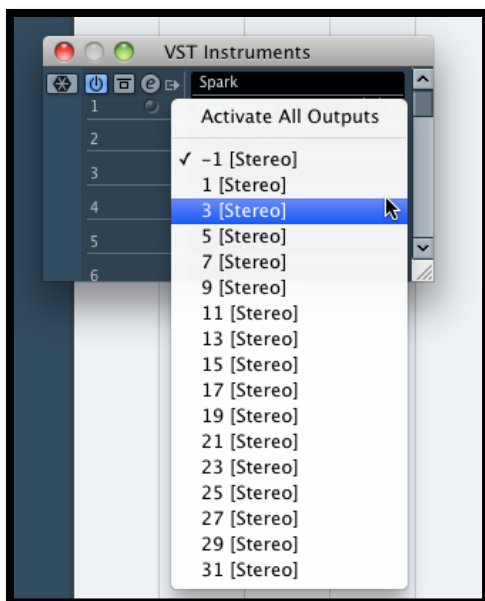 VST Instruments
e
Spark
1
Activate All Outputs
2
✓ -1 [Stereo]
3
1 [Stereo]
3 [Stereo]
4
5 [Stereo]
5
7 [Stereo]
6
9 [Stereo]
11 [Stereo]
13 [Stereo]
15 [Stereo]
17 [Stereo]
19 [Stereo]
21 [Stereo]
23 [Stereo]
25 [Stereo]
27 [Stereo]
29 [Stereo]
31 [Stereo]